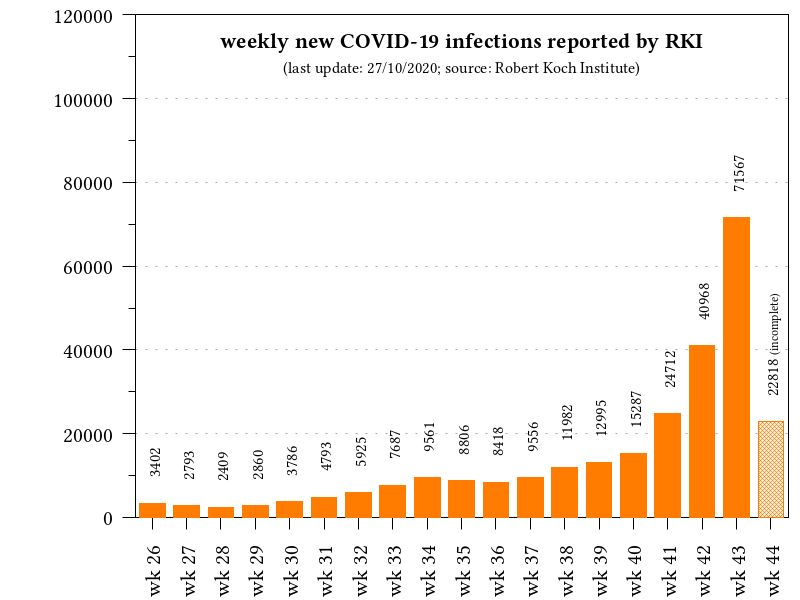 weekly new COVID-19 infections reported by RKI
(last update: 27/10/2020; source: Robert Koch Institute)
120000
100000
80000
60000
40000
20000
0
3402
2793
2409
2860
3786
4793
5925
7687
9561
8806
8418
9556
11982
12995
15287
24712
40968
71567
22818 (incomplete)
wk 26
wk 27
wk 28
wk 29
wk 30
wk 31
wk 32
wk 33
wk 34
wk 35
wk 36
wk 37
wk 38
wk 39
wk 40
wk 41
wk 42
wk 43
wk 44